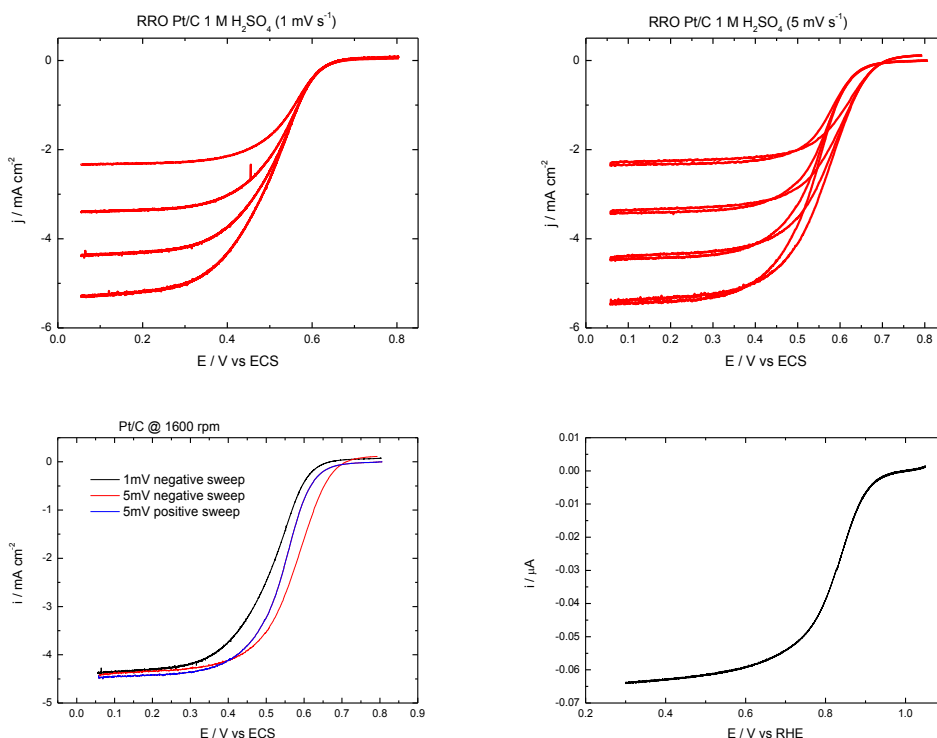 RRO Pt/C 1 M H₂SO₄ (1 mV s⁻¹)
0
-2
-4
-6
j / mA cm⁻²
0.0 0.2 0.4 0.6 0.8
E / V vs ECS
RRO Pt/C 1 M H₂SO₄ (5 mV s⁻¹)
0
-2
-4
-6
j / mA cm⁻²
0.0 0.1 0.2 0.3 0.4 0.5 0.6 0.7 0.8
E / V vs ECS
Pt/C @ 1600 rpm
1mV negative sweep
5mV negative sweep
5mV positive sweep
0
-1
-2
-3
-4
-5
i / mA cm⁻²
0.0 0.1 0.2 0.3 0.4 0.5 0.6 0.7 0.8 0.9
E / V vs ECS
0.01
0.00
-0.01
-0.02
-0.03
-0.04
-0.05
-0.06
-0.07
i / µA
0.2 0.4 0.6 0.8 1.0
E / V vs RHE